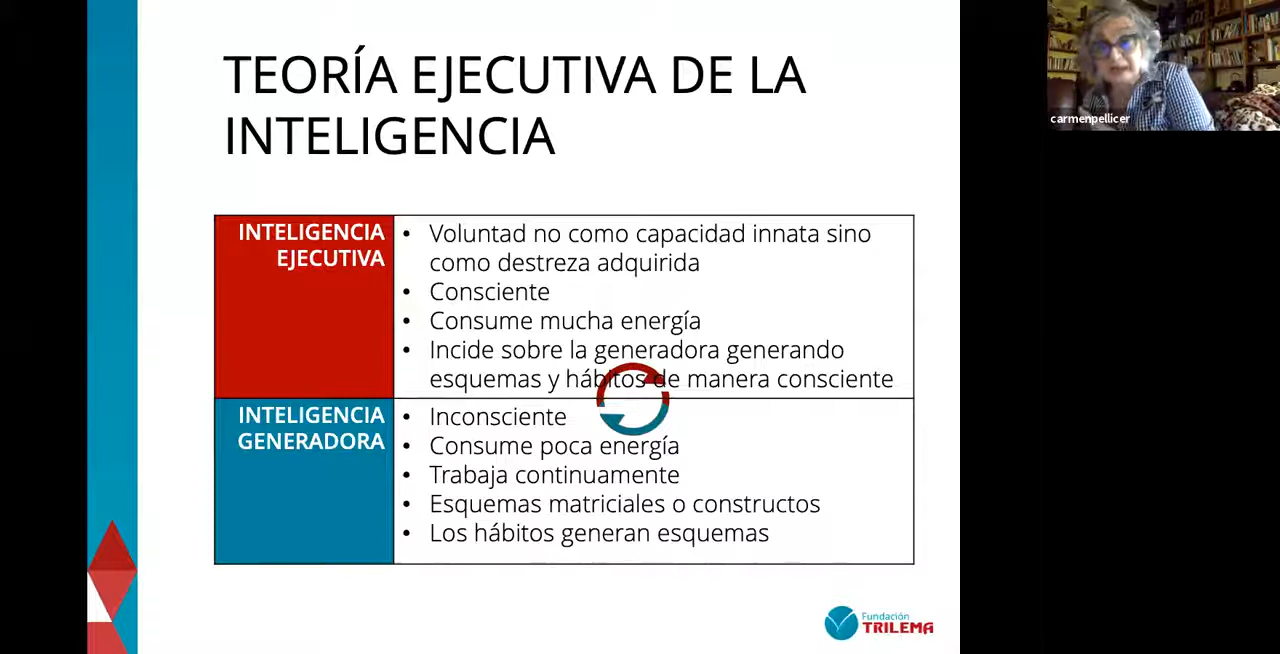 TEORÍA EJECUTIVA DE LA
INTELIGENCIA
INTELIGENCIA
EJECUTIVA
• Voluntad no como capacidad innata sino
como destreza adquirida
• Consciente
• Consume mucha energía
• Incide sobre la generadora generando
esquemas y hábitos de manera consciente
INTELIGENCIA
GENERADORA
• Inconsciente
• Consume poca energía
• Trabaja continuamente
• Esquemas matriciales o constructos
• Los hábitos generan esquemas
Fundación
TRILEMA
carmenpellicer